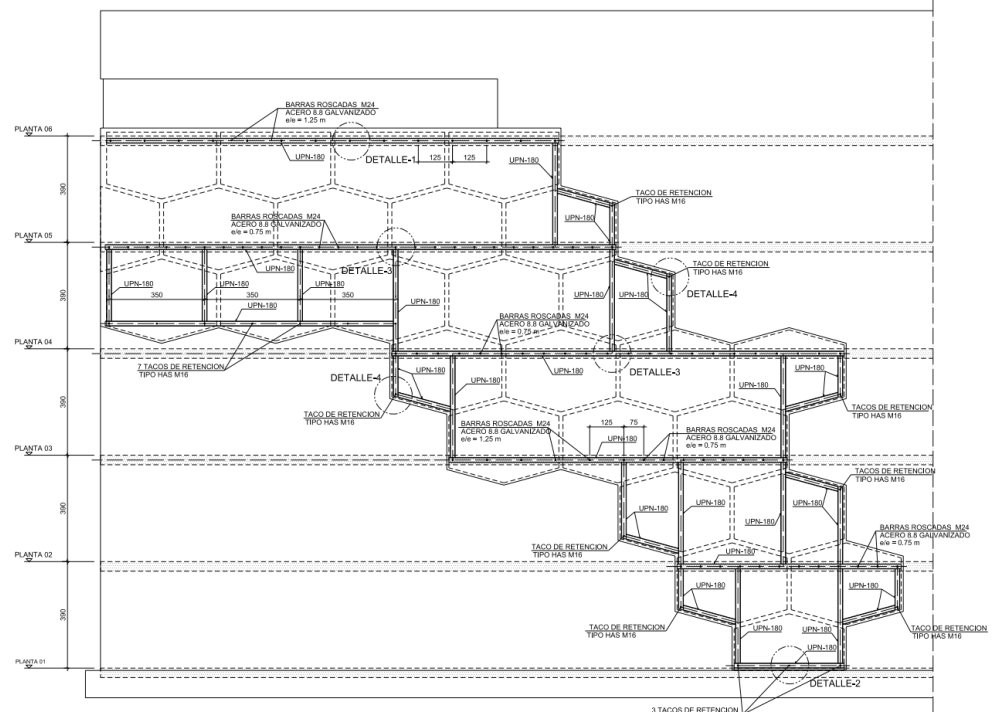 BARRAS ROSCADAS M24
ACERO 8.8 GALVANIZADO
e/e = 1.25 m
PLANTA 06
UPN-180
DETALLE-1
125
125
UPN-180
390
TACO DE RETENCION
TIPO HAS M16
BARRAS ROSCADAS M24
ACERO 8.8 GALVANIZADO
e/e = 0.75 m
UPN-180
PLANTA 05
UPN-180
DETALLE-3
TACO DE RETENCION
TIPO HAS M16
UPN-180
UPN-180
UPN-180
UPN-180
UPN-180
UPN-180
350
350
350
DETALLE-4
390
UPN-180
BARRAS ROSCADAS M24
ACERO 8.8 GALVANIZADO
e/e = 0.75 m
PLANTA 04
7 TACOS DE RETENCION
TIPO HAS M16
DETALLE-4
UPN-180
UPN-180
UPN-180
DETALLE-3
UPN-180
UPN-180
390
TACO DE RETENCION
TIPO HAS M16
TACOS DE RETENCION
TIPO HAS M16
BARRAS ROSCADAS M24
ACERO 8.8 GALVANIZADO
e/e = 1.25 m
125
75
UPN-180
BARRAS ROSCADAS M24
ACERO 8.8 GALVANIZADO
e/e = 0.75 m
PLANTA 03
TACOS DE RETENCION
TIPO HAS M16
UPN-180
390
UPN-180
UPN-180
UPN-180
BARRAS ROSCADAS M24
ACERO 8.8 GALVANIZADO
e/e = 0.75 m
TACO DE RETENCION
TIPO HAS M16
UPN-180
PLANTA 02
UPN-180
UPN-180
390
TACO DE RETENCION
TIPO HAS M16
UPN-180
UPN-180
TACO DE RETENCION
TIPO HAS M16
UPN-180
PLANTA 01
DETALLE-2
3 TACOS DE RETENCION